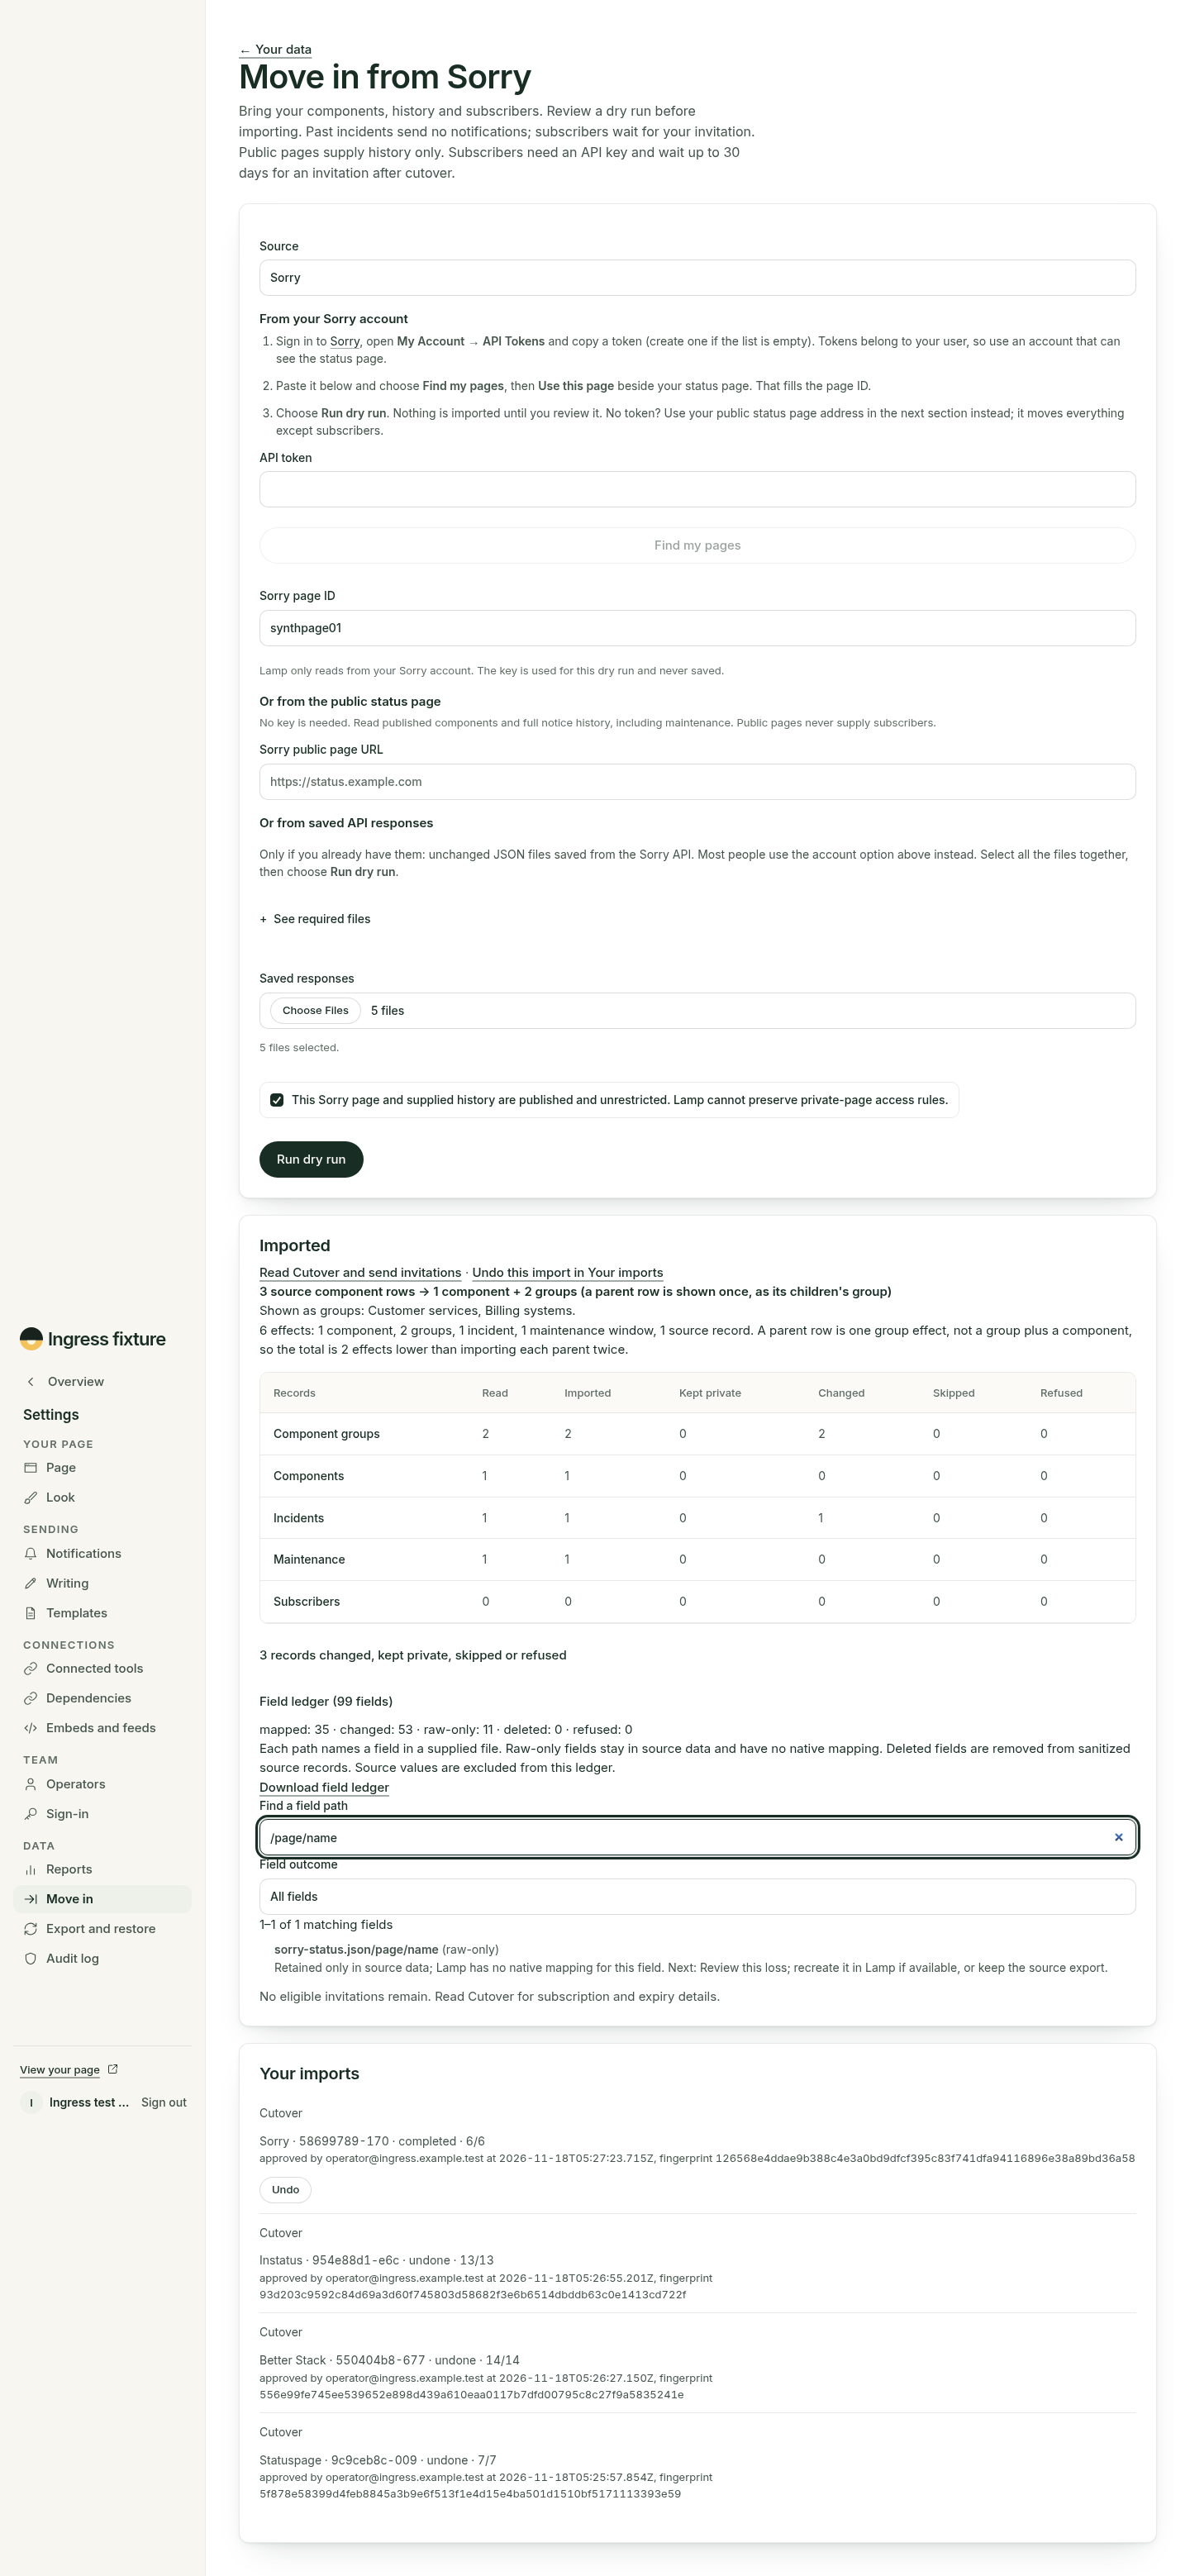 ← Your data
Move in from Sorry
Bring your components, history and subscribers. Review a dry run before
importing. Past incidents send no notifications; subscribers wait for your invitation.
Public pages supply history only. Subscribers need an API key and wait up to 30
days for an invitation after cutover.
Source
Sorry
From your Sorry account
1. Sign in to Sorry, open My Account → API Tokens and copy a token (create one if the list is empty). Tokens belong to your user, so use an account that can
see the status page.
2. Paste it below and choose Find my pages, then Use this page beside your status page. That fills the page ID.
3. Choose Run dry run. Nothing is imported until you review it. No token? Use your public status page address in the next section instead; it moves everything
except subscribers.
API token
Find my pages
Sorry page ID
synthpage01
Lamp only reads from your Sorry account. The key is used for this dry run and never saved.
Or from the public status page
No key is needed. Read published components and full notice history, including maintenance. Public pages never supply subscribers.
Sorry public page URL
https://status.example.com
Or from saved API responses
Only if you already have them: unchanged JSON files saved from the Sorry API. Most people use the account option above instead. Select all the files together,
then choose Run dry run.
+ See required files
Saved responses
Choose Files 5 files
5 files selected.
This Sorry page and supplied history are published and unrestricted. Lamp cannot preserve private-page access rules.
Run dry run
Imported
Read Cutover and send invitations · Undo this import in Your imports
3 source component rows → 1 component + 2 groups (a parent row is shown once, as its children's group)
Shown as groups: Customer services, Billing systems.
6 effects: 1 component, 2 groups, 1 incident, 1 maintenance window, 1 source record. A parent row is one group effect, not a group plus a component,
so the total is 2 effects lower than importing each parent twice.
Records Read Imported Kept private Changed Skipped Refused
Component groups 2 2 0 2 0 0
Components 1 1 0 0 0 0
Incidents 1 1 0 1 0 0
Maintenance 1 1 0 0 0 0
Subscribers 0 0 0 0 0 0
3 records changed, kept private, skipped or refused
Field ledger (99 fields)
mapped: 35 · changed: 53 · raw-only: 11 · deleted: 0 · refused: 0
Each path names a field in a supplied file. Raw-only fields stay in source data and have no native mapping. Deleted fields are removed from sanitized
source records. Source values are excluded from this ledger.
Download field ledger
Find a field path
/page/name
Field outcome
All fields
1–1 of 1 matching fields
sorry-status.json/page/name (raw-only)
Retained only in source data; Lamp has no native mapping for this field. Next: Review this loss; recreate it in Lamp if available, or keep the source export.
No eligible invitations remain. Read Cutover for subscription and expiry details.
Your imports
Cutover
Sorry · 58699789-170 · completed · 6/6
approved by operator@ingress.example.test at 2026-11-18T05:27:23.715Z, fingerprint 126568e4ddae9b388c4e3a0bd9dfcf395c83f741dfa94116896e38a89bd36a58
Undo
Cutover
Instatus · 954e88d1-e6c · undone · 13/13
approved by operator@ingress.example.test at 2026-11-18T05:26:55.201Z, fingerprint
93d203c9592c84d69a3d60f745803d58682f3e6b6514dbddb63c0e1413cd722f
Cutover
Better Stack · 550404b8-677 · undone · 14/14
approved by operator@ingress.example.test at 2026-11-18T05:26:27.150Z, fingerprint
556e99fe745ee539652e898d439a610eaa0117b7dfd00795c8c27f9a5835241e
Cutover
Statuspage · 9c9ceb8c-009 · undone · 7/7
approved by operator@ingress.example.test at 2026-11-18T05:25:57.854Z, fingerprint
5f878e58399d4feb8845a3b9e6f513f1e4d15e4ba501d1510bf5171113393e59
Ingress fixture
Overview
Settings
YOUR PAGE
Page
Look
SENDING
Notifications
Writing
Templates
CONNECTIONS
Connected tools
Dependencies
Embeds and feeds
TEAM
Operators
Sign-in
DATA
Reports
Move in
Export and restore
Audit log
View your page
I Ingress test ... Sign out